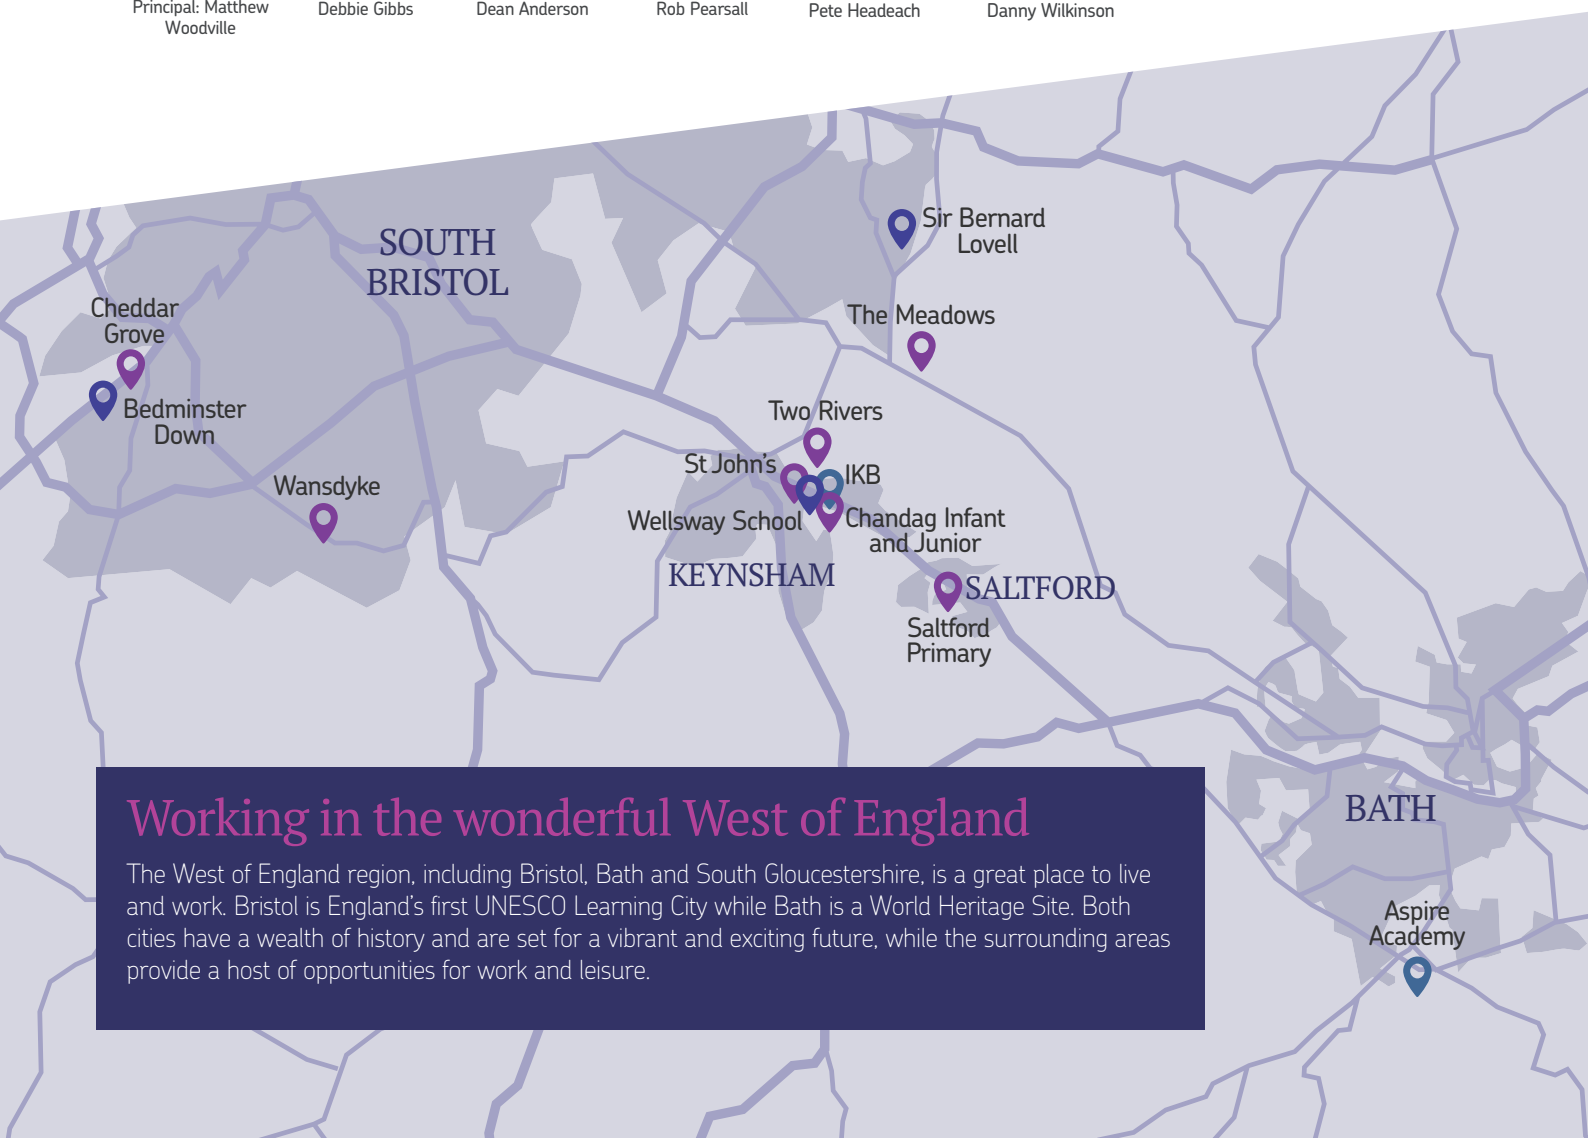 Principal: Matthew
Woodville
Debbie Gibbs
Dean Anderson
Rob Pearsall
Pete Headeach
Danny Wilkinson
SOUTH
BRISTOL
Sir Bernard
Lovell
Cheddar
Grove
The Meadows
Bedminster
Down
Two Rivers
St John’s
IKB
Wansdyke
Wellsway School
Chandag Infant
and Junior
KEYNSHAM
SALTFORD
Saltford
Primary
BATH
Aspire
Academy
Working in the wonderful West of England
The West of England region, including Bristol, Bath and South Gloucestershire, is a great place to live
and work. Bristol is England’s first UNESCO Learning City while Bath is a World Heritage Site. Both
cities have a wealth of history and are set for a vibrant and exciting future, while the surrounding areas
provide a host of opportunities for work and leisure.